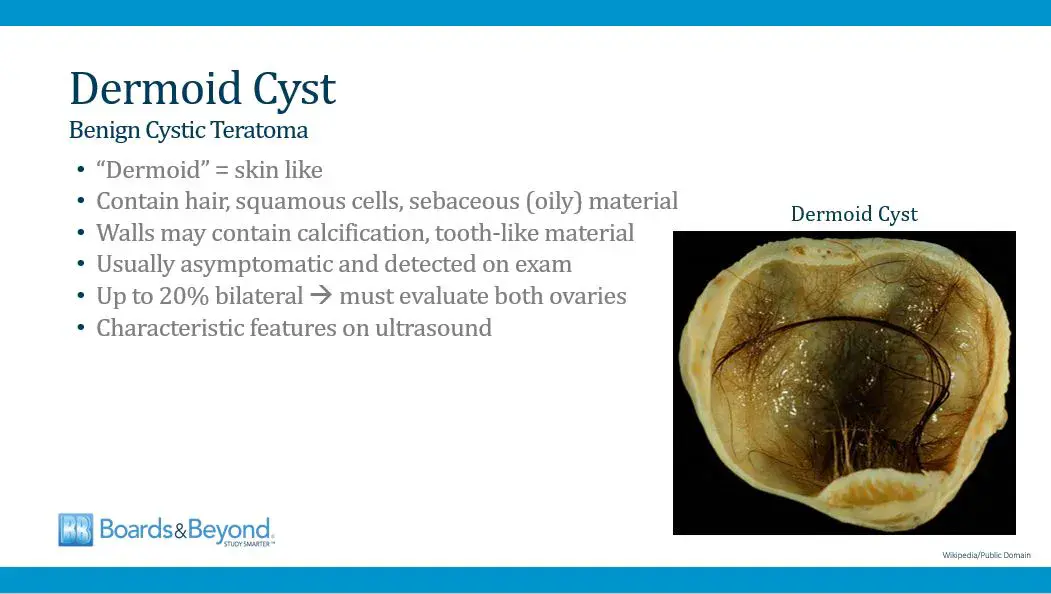 Dermoid Cyst
Benign Cystic Teratoma
• “Dermoid” = skin like
• Contain hair, squamous cells, sebaceous (oily) material
• Walls may contain calcification, tooth-like material
• Usually asymptomatic and detected on exam
• Up to 20% bilateral → must evaluate both ovaries
• Characteristic features on ultrasound
Dermoid Cyst
BB Boards&Beyond.
STUDY SMARTER™
Wikipedia/Public Domain